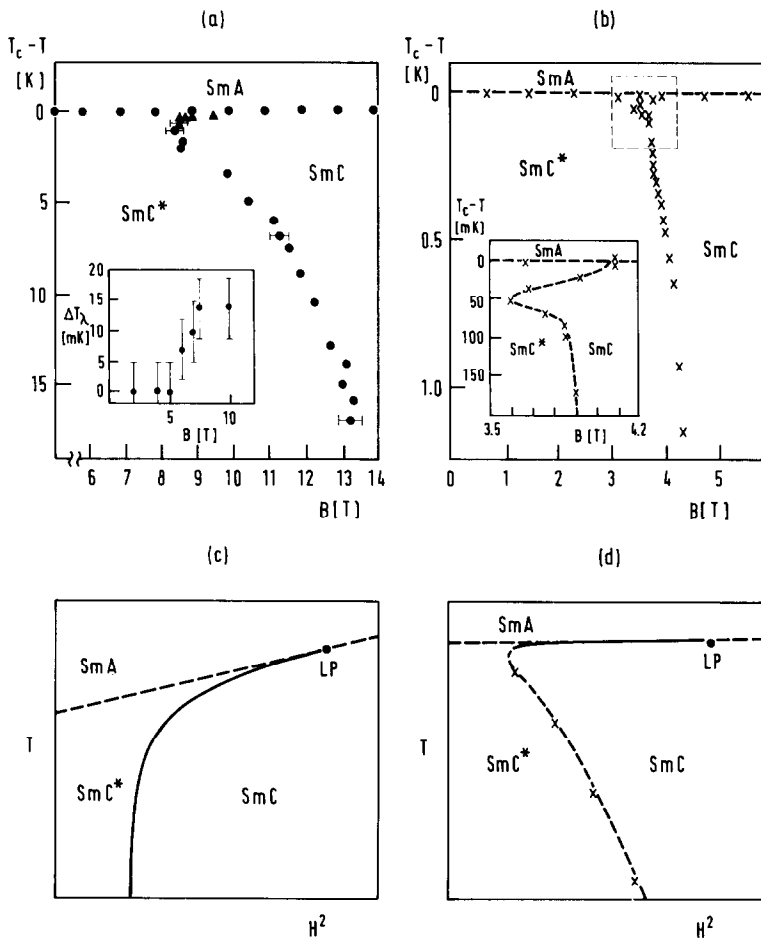 (a)
T_c - T
[K]
SmA
0
SmC
5
SmC*
10
15
20
15
10
5
0
ΔT_λ
[mK]
5
10
B [T]
6
7
8
9
10
11
12
13
14
B[T]
(b)
T_c - T
[K]
0
SmA
SmC*
0.5
SmC
1.0
T_c - T
[mK]
0
50
100
150
SmA
SmC*
SmC
3.5
4.2
B[T]
0
1
2
3
4
5
B[T]
(c)
SmA
LP
T
SmC*
SmC
H²
(d)
SmA
LP
T
SmC*
SmC
H²